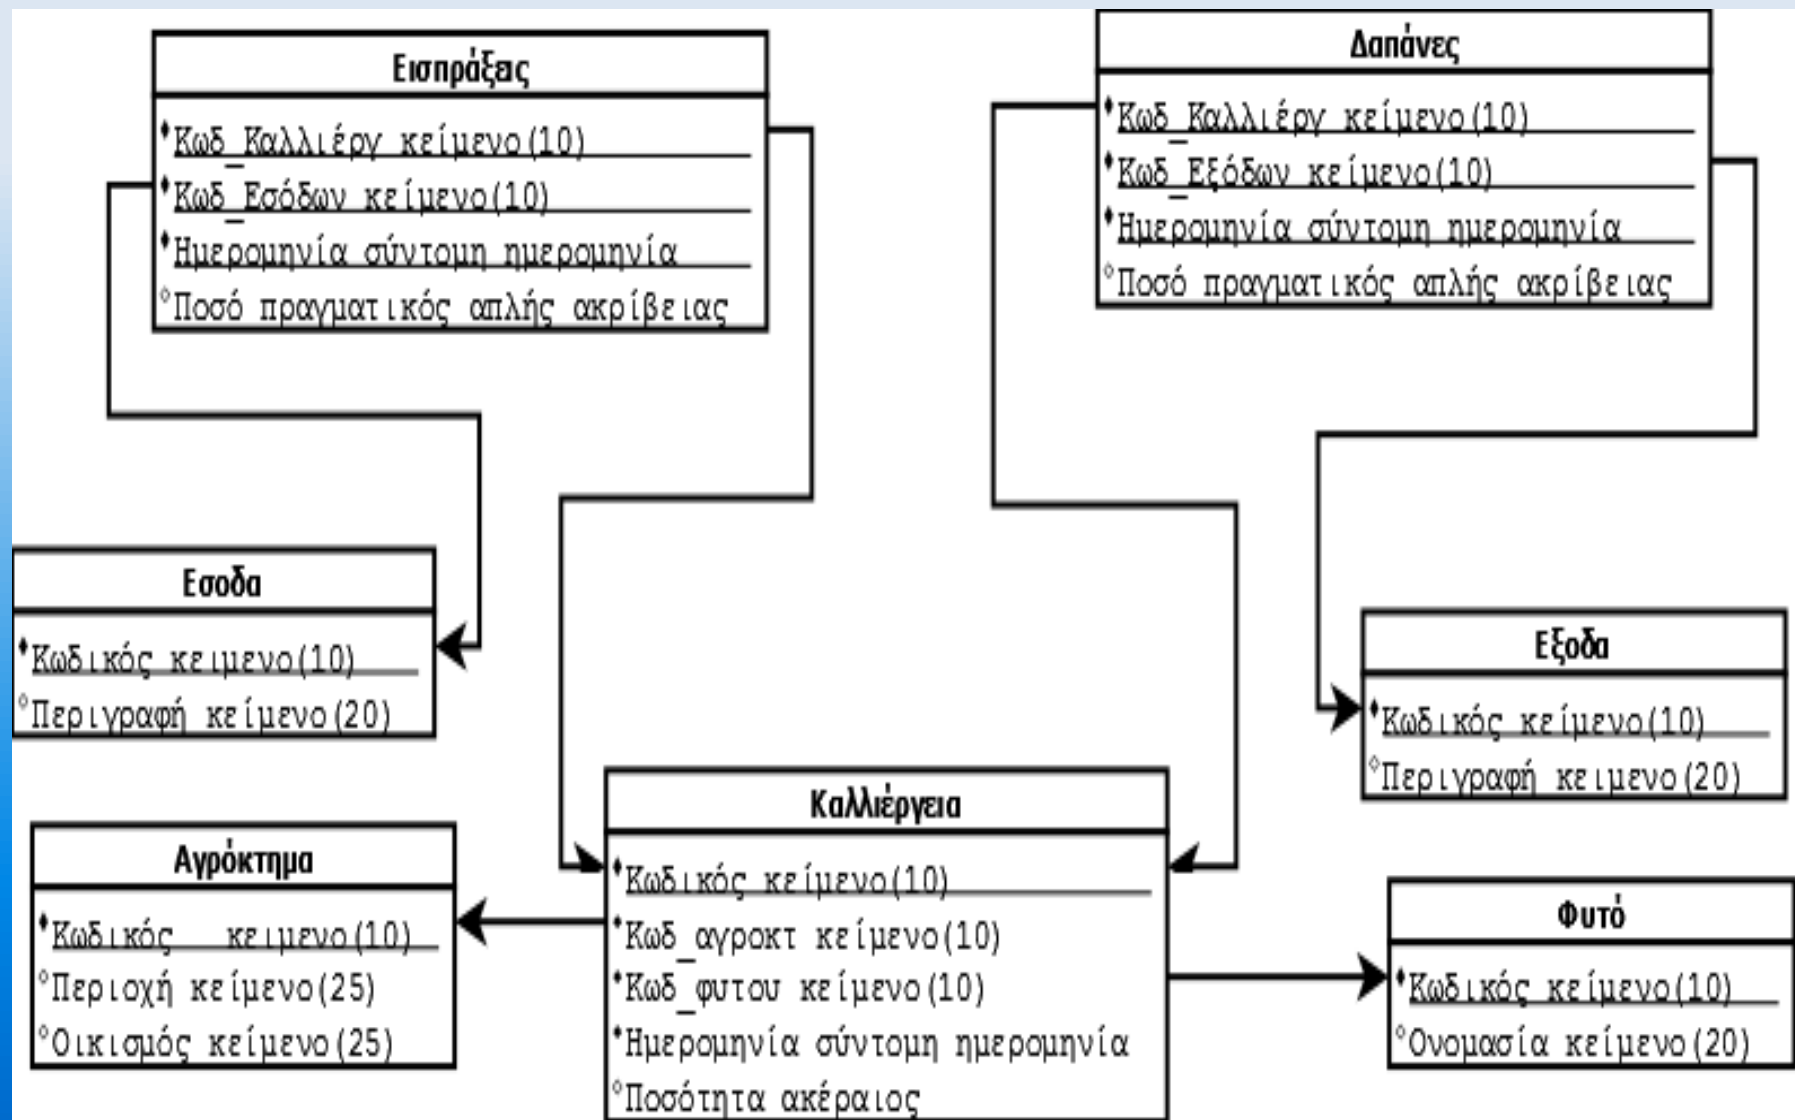 Εισπράξεις
Κωδ_Καλλιέργ κείμενο(10)
Κωδ_Εσόδων κείμενο(10)
Ημερομηνία σύντομη ημερομηνία
Ποσό πραγματικός απλής ακρίβειας
Δαπάνες
Κωδ_Καλλιέργ κείμενο(10)
Κωδ_Εξόδων κείμενο(10)
Ημερομηνία σύντομη ημερομηνία
Ποσό πραγματικός απλής ακρίβειας
Εσοδα
Κωδικός κειμενο(10)
Περιγραφή κείμενο(20)
Εξοδα
Κωδικός κείμενο(10)
Περιγραφή κειμενο(20)
Αγρόκτημα
Κωδικός κειμενο(10)
Περιοχή κείμενο(25)
Οικισμός κείμενο(25)
Καλλιέργεια
Κωδικός κείμενο(10)
Κωδ_αγροκτ κείμενο(10)
Κωδ_φυτου κείμενο(10)
Ημερομηνία σύντομη ημερομηνία
Ποσότητα ακέραιος
Φυτό
Κωδικός κείμενο(10)
Ονομασία κείμενο(20)